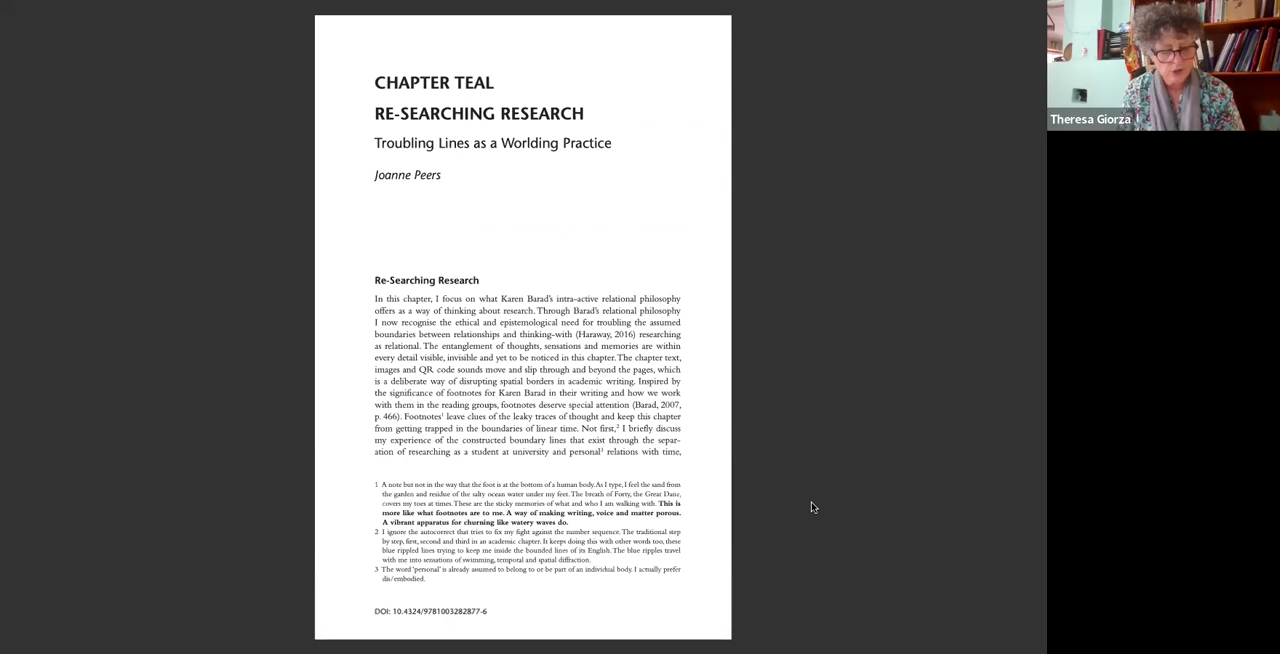 CHAPTER TEAL
RE-SEARCHING RESEARCH
Troubling Lines as a Worlding Practice
Joanne Peers
Re-Searching Research
In this chapter, I focus on what Karen Barad's intra-active relational philosophy
offers as a way of thinking about research. Through Barad's relational philosophy
I now recognise the ethical and epistemological need for troubling the assumed
boundaries between relationships and thinking-with (Haraway, 2016) researching
as relational. The entanglement of thoughts, sensations and memories are within
every detail visible, invisible and yet to be noticed in this chapter. The chapter text,
images and QR code sounds move and slip through and beyond the pages, which
is a deliberate way of disrupting spatial borders in academic writing. Inspired by
the significance of footnotes for Karen Barad in their writing and how we work
with them in the reading groups, footnotes deserve special attention (Barad, 2007,
p. 466). Footnotes¹ leave clues of the leaky traces of thought and keep this chapter
from getting trapped in the boundaries of linear time. Not first,² I briefly discuss
my experience of the constructed boundary lines that exist through the separ-
ation of researching as a student at university and personal³ relations with time,
1 A note but not in the way that the foot is at the bottom of a human body. As I type, I feel the sand from
the garden and residue of the salty ocean water under my feet. The breath of Forty, the Great Dane,
covers my toes at times. These are the sticky memories of what and who I am walking with. This is
more like what footnotes are to me. A way of making writing, voice and matter porous.
A vibrant apparatus for churning like watery waves do.
2 I ignore the autocorrect that tries to fix my fight against the number sequence. The traditional step
by step, first, second and third in an academic chapter. It keeps doing this with other words too, these
blue rippled lines trying to keep me inside the bounded lines of its English. The blue ripples travel
with me into sensations of swimming, temporal and spatial diffraction.
3 The word 'personal' is already assumed to belong to or be part of an individual body. I actually prefer
dis/embodied.
DOI: 10.4324/9781003282877-6
Theresa Giorza